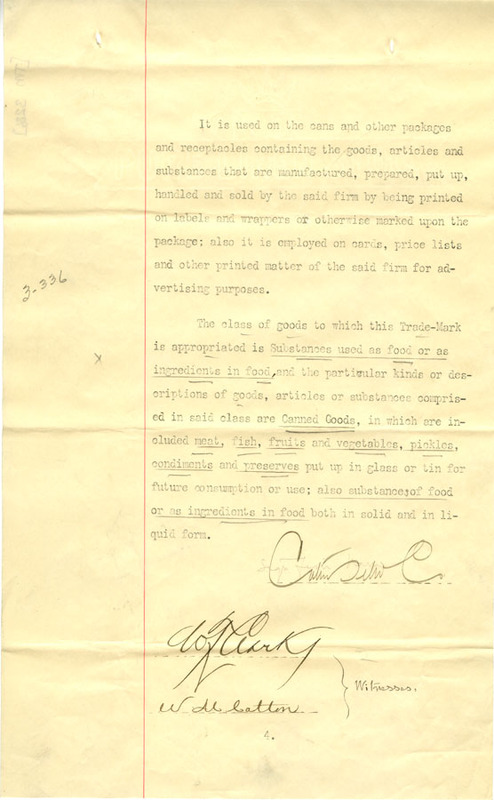 It is used on the cans and other packages
and receptacles containing the goods, articles and
substances that are manufactured, prepared, put up,
handled and sold by the said firm by being printed
on labels and wrappers or otherwise marked upon the
package; also it is employed on cards, price lists
and other printed matter of the said firm for ad-
vertising purposes.
3-336
The class of goods to which this Trade-Mark
x
is appropriated is Substances used as food or as
ingredients in food, and the particular kinds or des-
criptions of goods, articles or substances compris-
ed in said class are Canned Goods, in which are in-
cluded meat, fish, fruits and vegetables, pickles,
condiments and preserves put up in glass or tin for
future consumption or use; also substances of food
or as ingredients in food both in solid and in li-
quid form.
Co
Clark
W M Catton
Witnesses.
4.